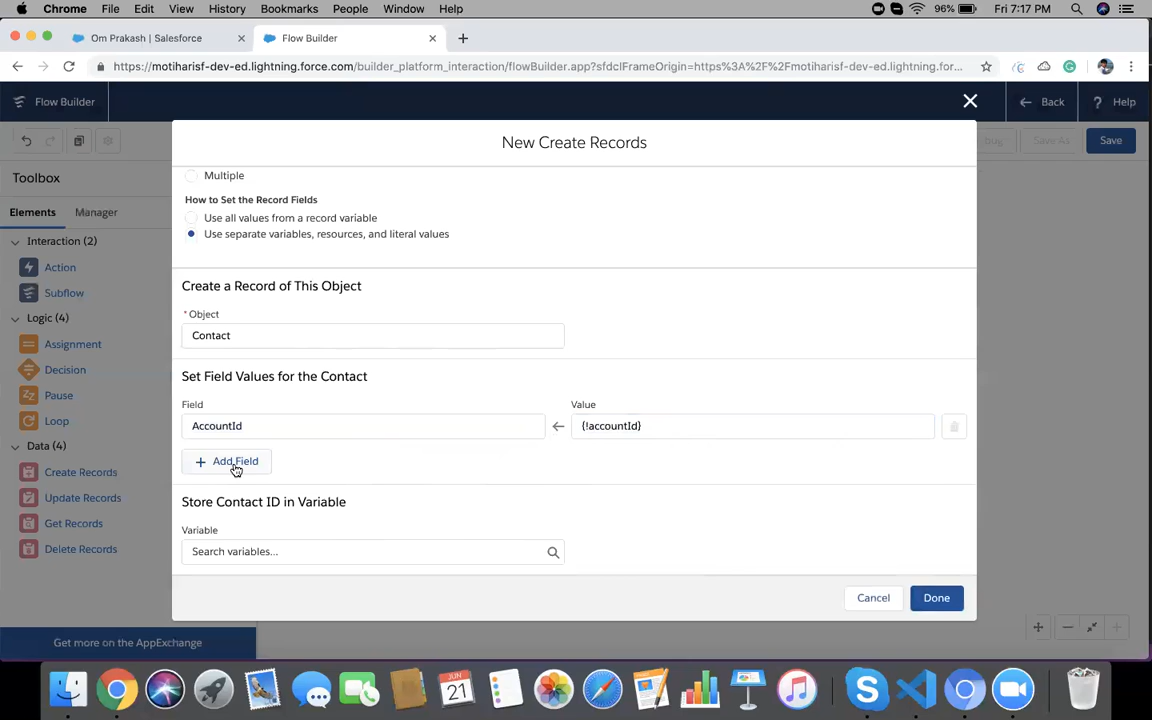 Chrome File Edit View History Bookmarks People Window Help 96% Fri 7:17 PM
Om Prakash | Salesforce
Flow Builder
https://motiharisf-dev-ed.lightning.force.com/builder_platform_interaction/flowBuilder.app?sfdcIFrameOrigin=https%3A%2F%2Fmotiharisf-dev-ed.lightning.for...
Flow Builder
Back
? Help
Save As
Save
New Create Records
Toolbox
Elements
Manager
Interaction (2)
Action
Subflow
Logic (4)
Assignment
Decision
Pause
Loop
Data (4)
Create Records
Update Records
Get Records
Delete Records
Get more on the AppExchange
Multiple
How to Set the Record Fields
Use all values from a record variable
Use separate variables, resources, and literal values
Create a Record of This Object
* Object
Contact
Set Field Values for the Contact
Field
Value
AccountId
{!accountId}
+ Add Field
Store Contact ID in Variable
Variable
Search variables...
Cancel
Done
JUN
21